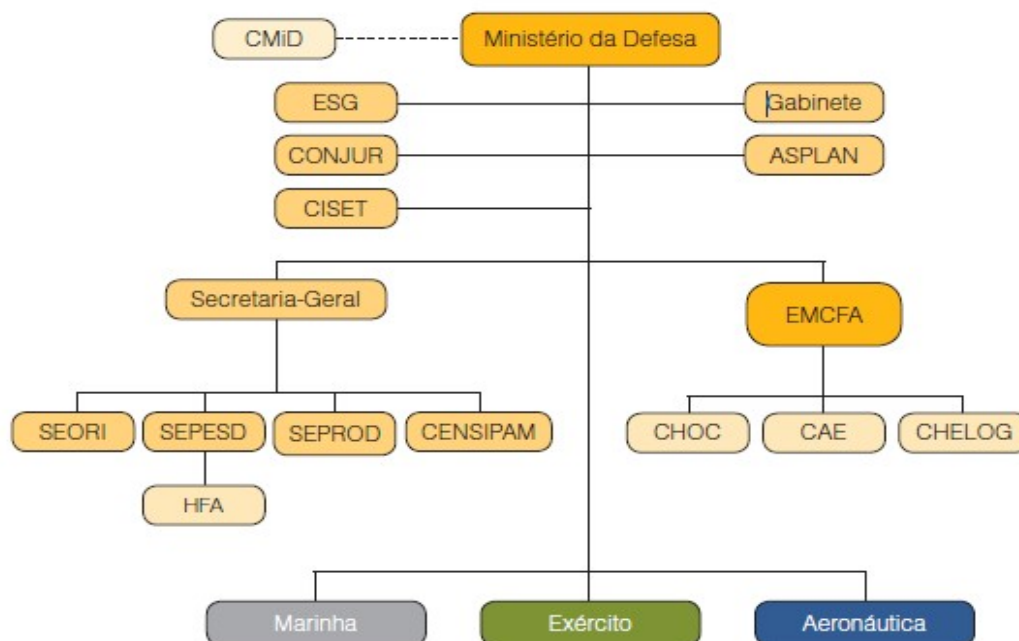 CMiD
Ministério da Defesa
ESG
Gabinete
CONJUR
ASPLAN
CISET
Secretaria-Geral
EMCFA
SEORI
SEPESD
SEPROD
CENSIPAM
CHOC
CAE
CHELOG
HFA
Marinha
Exército
Aeronáutica